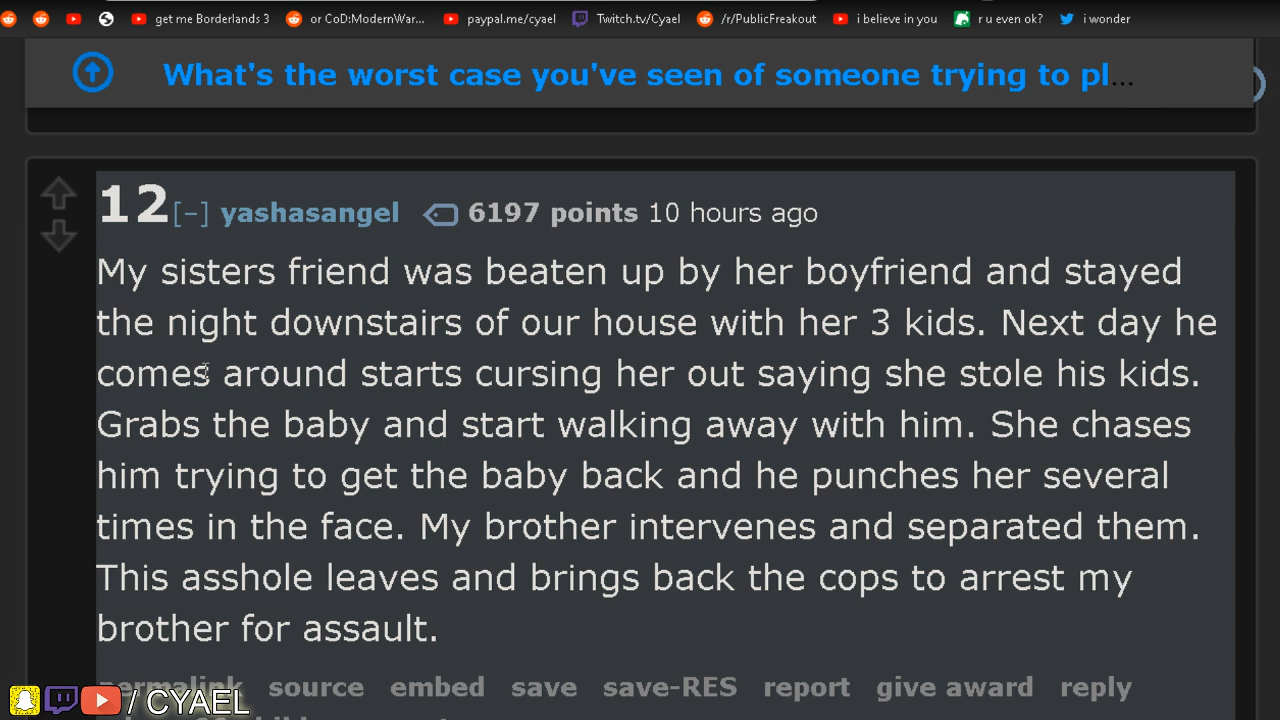 get me Borderlands 3 or CoD:ModernWar... paypal.me/cyael Twitch.tv/Cyael /r/PublicFreakout i believe in you r u even ok? i wonder
What's the worst case you've seen of someone trying to pl...
12 [–] yashasangel 6197 points 10 hours ago
My sisters friend was beaten up by her boyfriend and stayed
the night downstairs of our house with her 3 kids. Next day he
comes around starts cursing her out saying she stole his kids.
Grabs the baby and start walking away with him. She chases
him trying to get the baby back and he punches her several
times in the face. My brother intervenes and separated them.
This asshole leaves and brings back the cops to arrest my
brother for assault.
permalink source embed save save-RES report give award reply
/ CYAEL